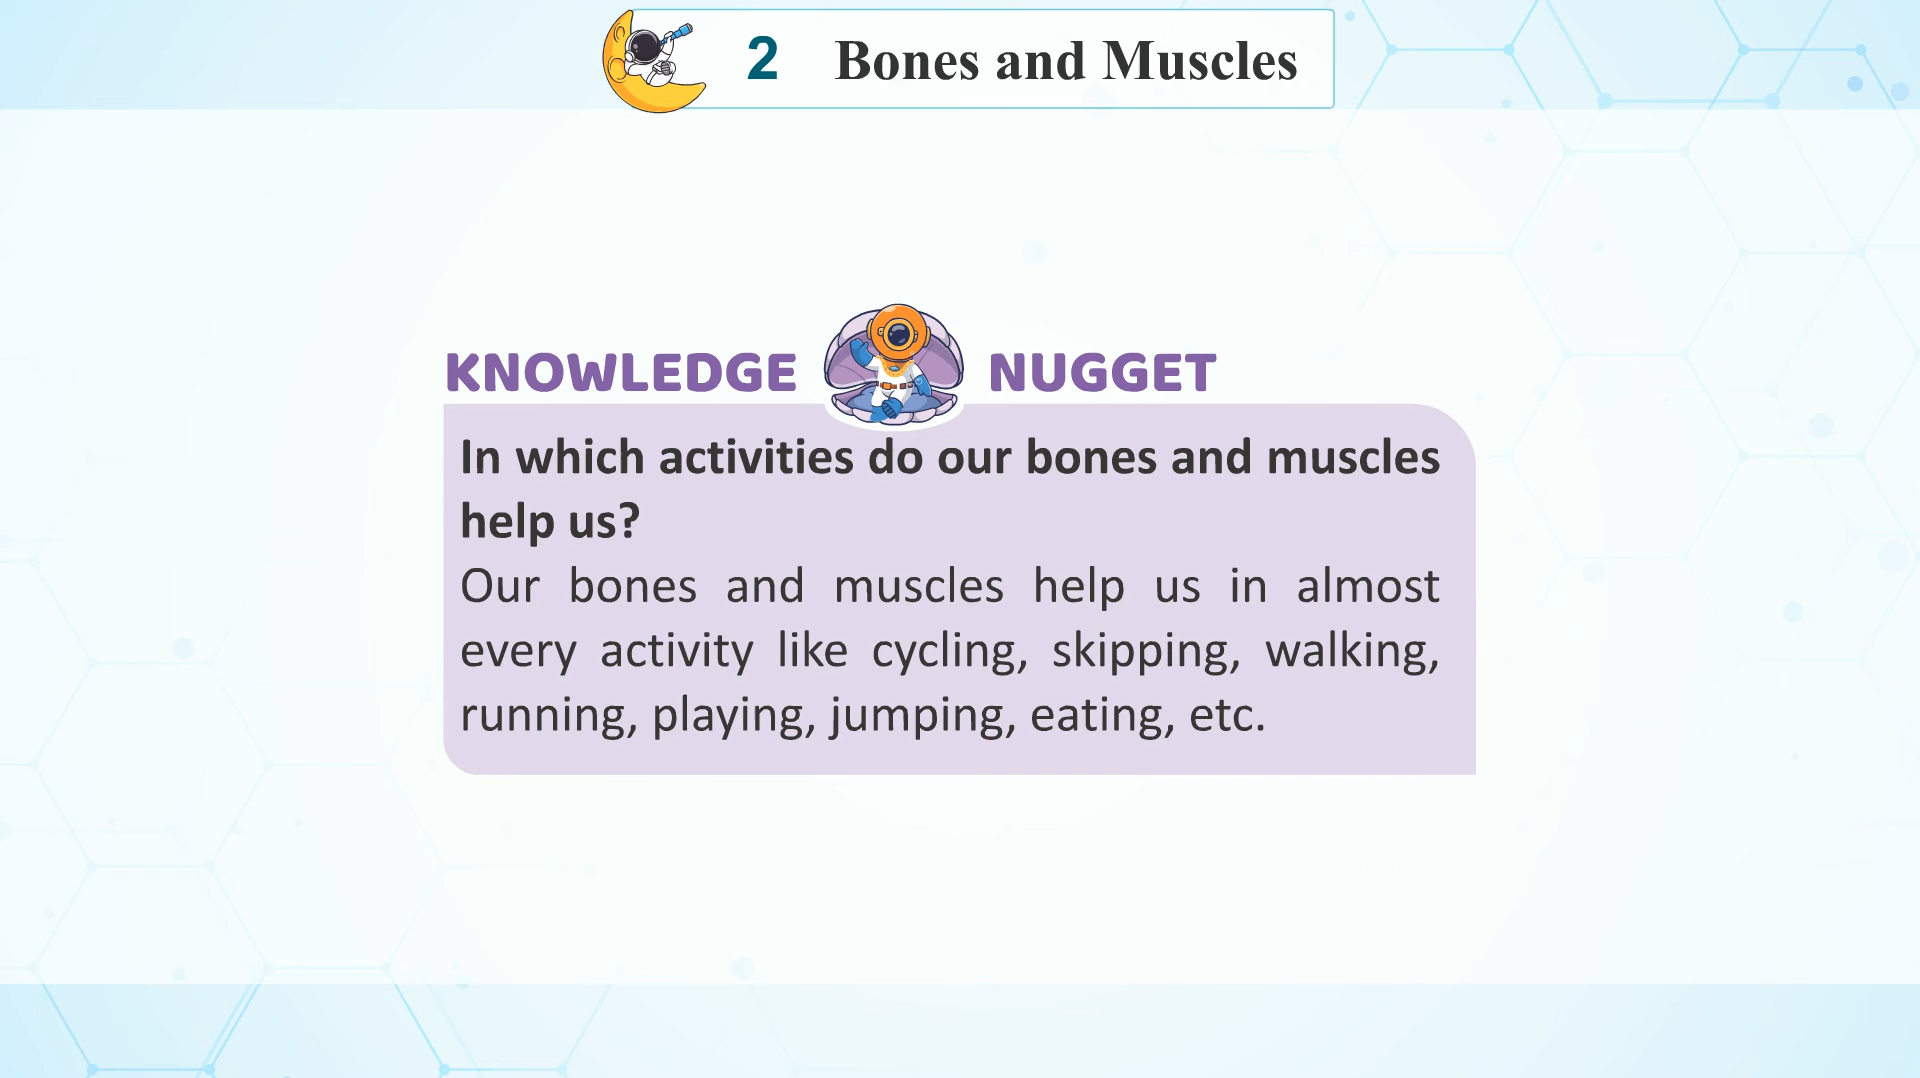 2 Bones and Muscles
KNOWLEDGE NUGGET
In which activities do our bones and muscles
help us?
Our bones and muscles help us in almost
every activity like cycling, skipping, walking,
running, playing, jumping, eating, etc.